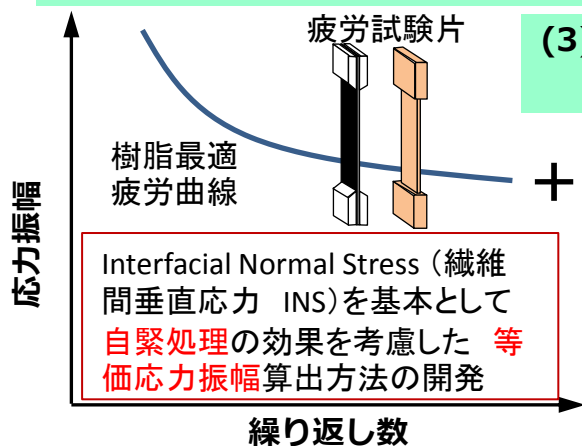 疲労試験片
(3)
樹脂最適
疲労曲線
+
応力振幅
Interfacial Normal Stress (繊維
間垂直応力 INS)を基本として
自緊処理の効果を考慮した 等
価応力振幅算出方法の開発
繰り返し数